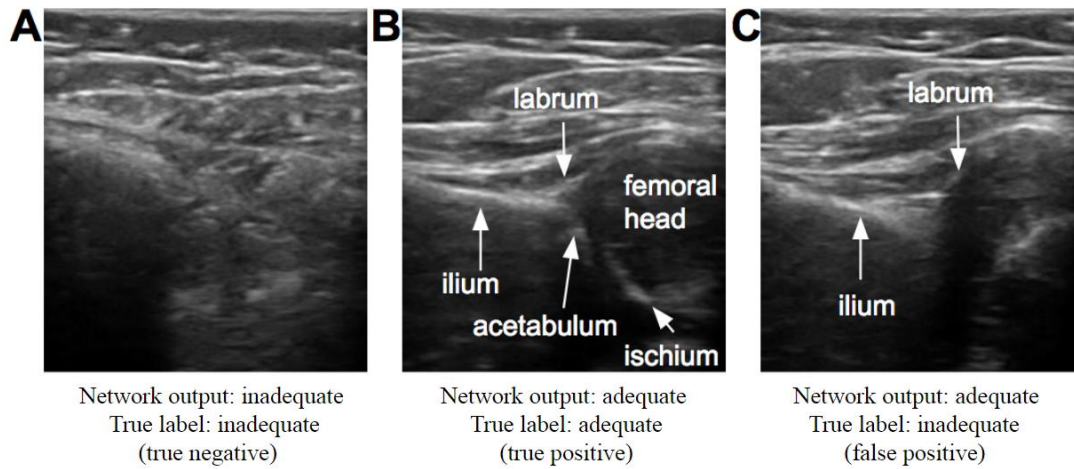 A
B
C
labrum
femoral
head
ilium
acetabulum
ischium
labrum
ilium
Network output: inadequate
True label: inadequate
(true negative)
Network output: adequate
True label: adequate
(true positive)
Network output: adequate
True label: inadequate
(false positive)